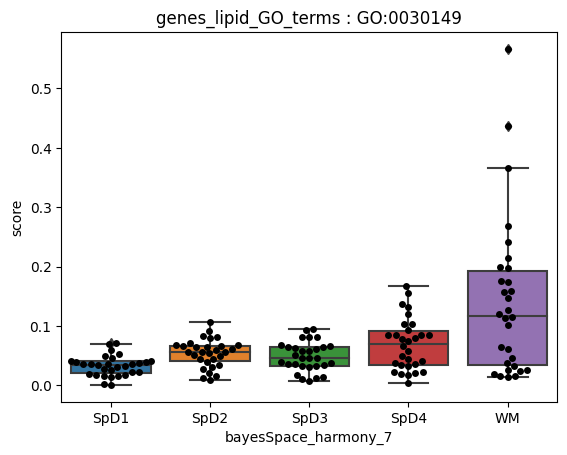 genes_lipid_GO_terms : GO:0030149
0.5
0.4
0.3
0.2
0.1
0.0
score
SpD1 SpD2 SpD3 SpD4 WM
bayesSpace_harmony_7